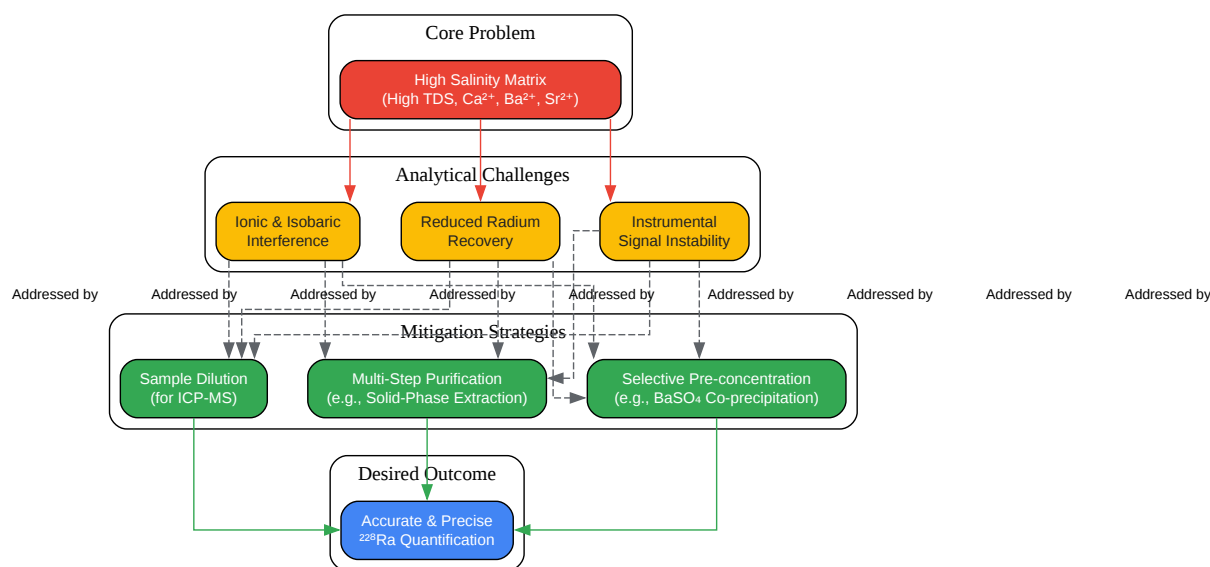 Core Problem
High Salinity Matrix
(High TDS, Ca²⁺, Ba²⁺, Sr²⁺)
Analytical Challenges
Ionic & Isobaric
Interference
Reduced Radium
Recovery
Instrumental
Signal Instability
Addressed by Addressed by Addressed by Addressed by Addressed by Addressed by Addressed by Addressed by Addressed by
Mitigation Strategies
Sample Dilution
(for ICP-MS)
Multi-Step Purification
(e.g., Solid-Phase Extraction)
Selective Pre-concentration
(e.g., BaSO₄ Co-precipitation)
Desired Outcome
Accurate & Precise
²²⁸Ra Quantification